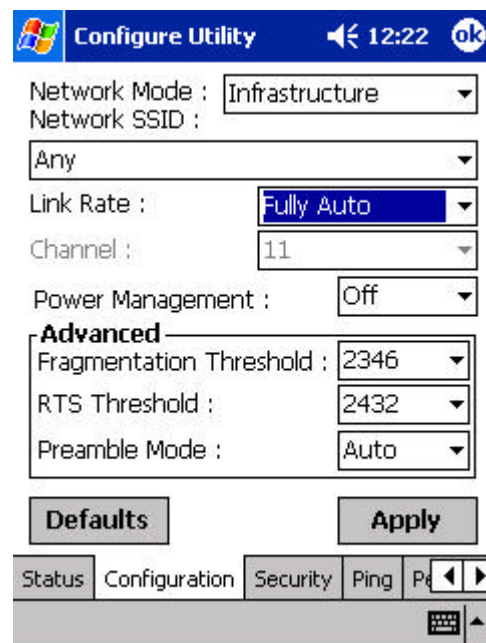 Configure Utility 12:22 ok
Network Mode : Infrastructure
Network SSID :
Any
Link Rate : Fully Auto
Channel : 11
Power Management : Off
Advanced
Fragmentation Threshold : 2346
RTS Threshold : 2432
Preamble Mode : Auto
Defaults Apply
Status Configuration Security Ping